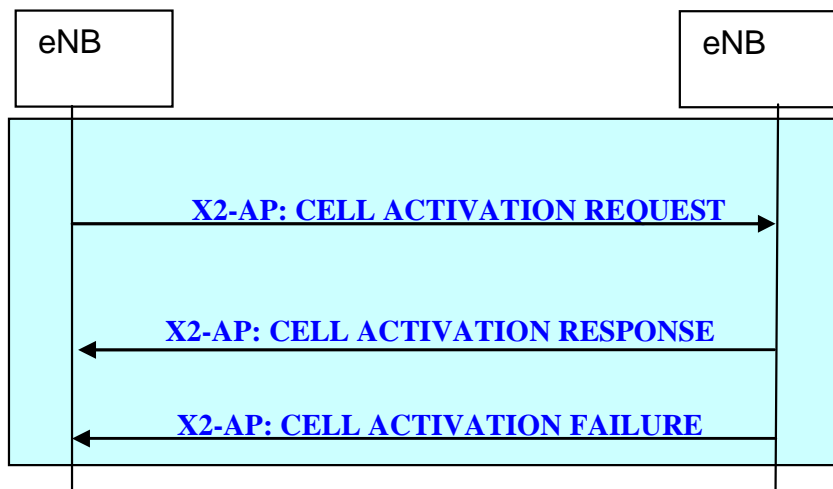 eNB
eNB
X2-AP: CELL ACTIVATION REQUEST
X2-AP: CELL ACTIVATION RESPONSE
X2-AP: CELL ACTIVATION FAILURE